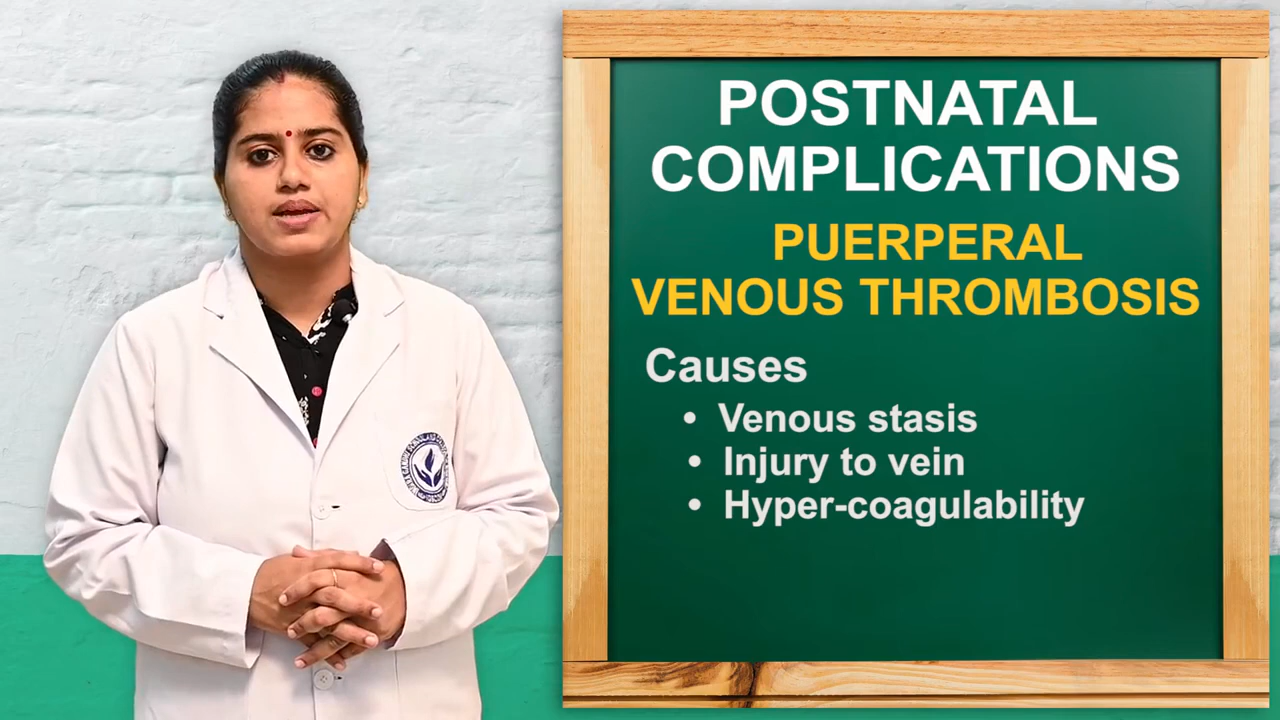 POSTNATAL
COMPLICATIONS
PUERPERAL
VENOUS THROMBOSIS
Causes
• Venous stasis
• Injury to vein
• Hyper-coagulability